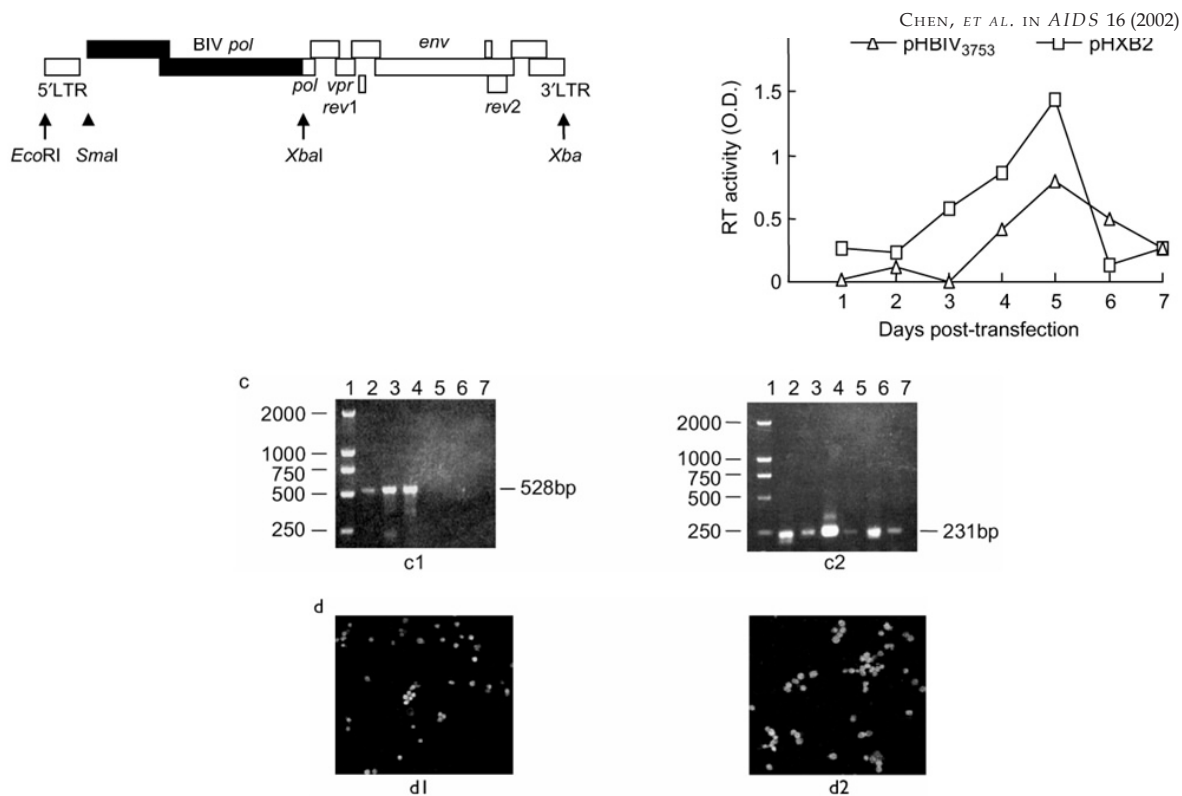 CHEN, ET AL. in AIDS 16 (2002)
BIV pol
env
5'LTR
pol
vpr
rev1
rev2
3'LTR
EcoRI
SmaI
XbaI
Xba
pHBIV3753
pHXB2
RT activity (O.D.)
1.5
1
0.5
0
1 2 3 4 5 6 7
Days post-transfection
c
1 2 3 4 5 6 7
2000
1000
750
500
250
528bp
c1
1 2 3 4 5 6 7
2000
1000
750
500
250
231bp
c2
d
d1
d2